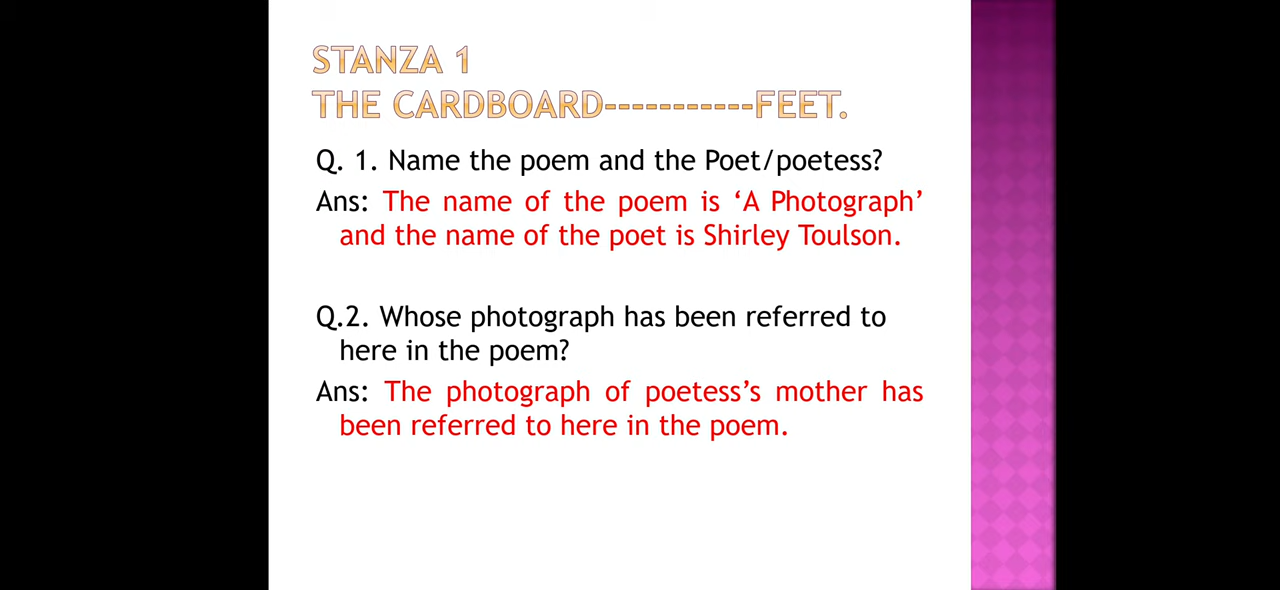 STANZA 1
THE CARDBOARD-----------FEET.
Q. 1. Name the poem and the Poet/poetess?
Ans: The name of the poem is ‘A Photograph’
and the name of the poet is Shirley Toulson.
Q.2. Whose photograph has been referred to
here in the poem?
Ans: The photograph of poetess’s mother has
been referred to here in the poem.